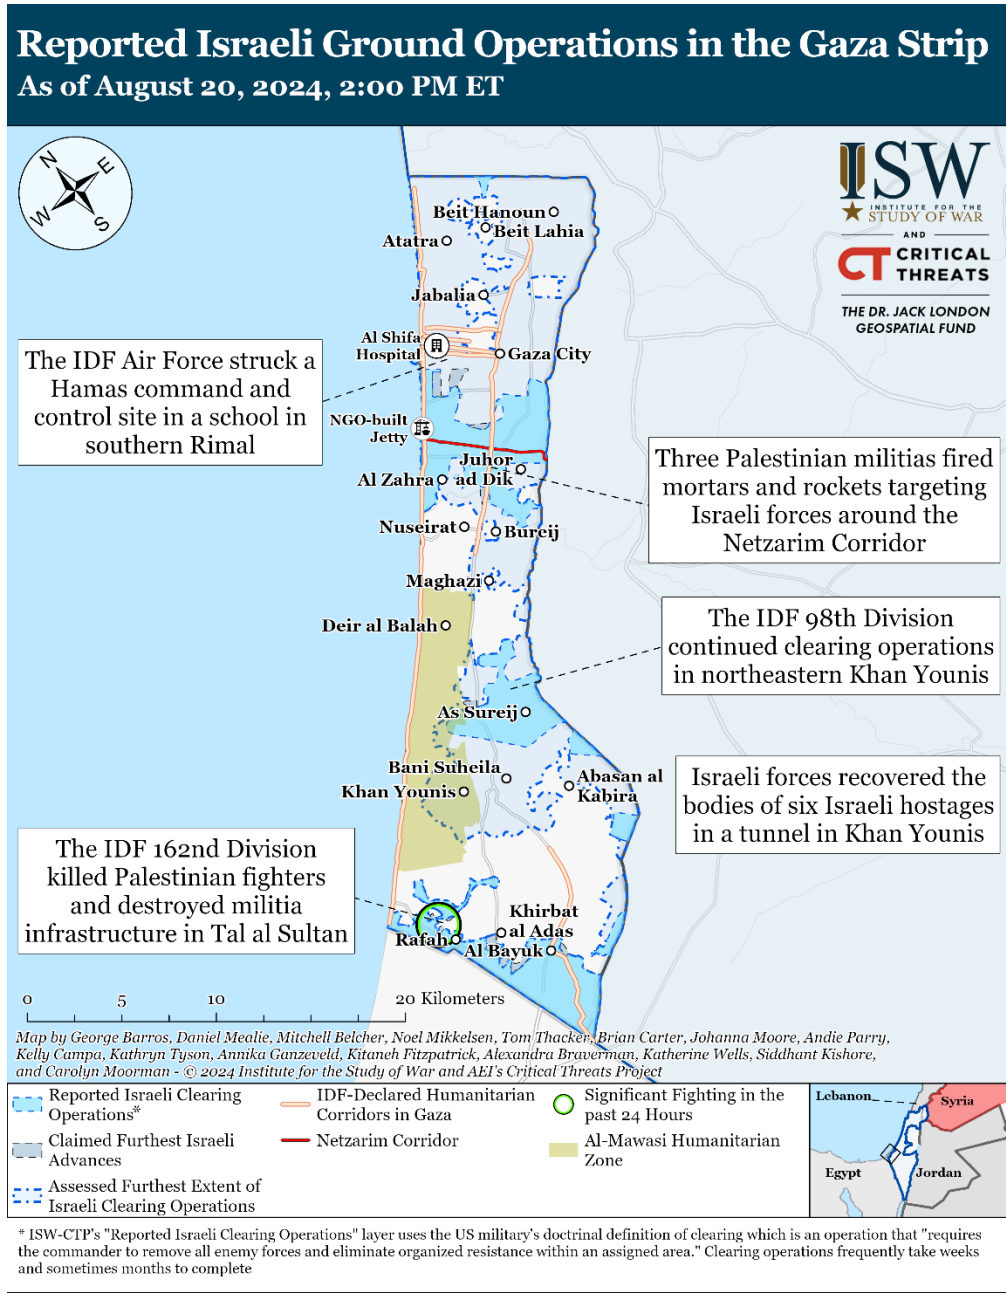 Reported Israeli Ground Operations in the Gaza Strip
As of August 20, 2024, 2:00 PM ET
N
E
W
S
ISW
INSTITUTE FOR THE
STUDY OF WAR
AND
CT CRITICAL
THREATS
THE DR. JACK LONDON
GEOSPATIAL FUND
Beit Hanoun
Beit Lahia
Atatra
Jabalia
Al Shifa
Hospital
Gaza City
The IDF Air Force struck a
Hamas command and
control site in a school in
southern Rimal
NGO-built
Jetty
Juhor
ad Dik
Al Zahra
Three Palestinian militias fired
mortars and rockets targeting
Israeli forces around the
Netzarim Corridor
Nuseirat
Bureij
Maghazi
Deir al Balah
The IDF 98th Division
continued clearing operations
in northeastern Khan Younis
As Sureij
Bani Suheila
Khan Younis
Abasan al
Kabira
Israeli forces recovered the
bodies of six Israeli hostages
in a tunnel in Khan Younis
The IDF 162nd Division
killed Palestinian fighters
and destroyed militia
infrastructure in Tal al Sultan
Khirbat
al Adas
Rafah
Al Bayuk
0 5 10 20 Kilometers
Map by George Barros, Daniel Mealie, Mitchell Belcher, Noel Mikkelsen, Tom Thacker, Brian Carter, Johanna Moore, Andie Parry,
Kelly Campa, Kathryn Tyson, Annika Ganzeveld, Kitaneh Fitzpatrick, Alexandra Braverman, Katherine Wells, Siddhant Kishore,
and Carolyn Moorman - © 2024 Institute for the Study of War and AEI's Critical Threats Project
Reported Israeli Clearing
Operations*
Claimed Furthest Israeli
Advances
Assessed Furthest Extent of
Israeli Clearing Operations
IDF-Declared Humanitarian
Corridors in Gaza
Netzarim Corridor
Significant Fighting in the
past 24 Hours
Al-Mawasi Humanitarian
Zone
Lebanon
Syria
Egypt
Jordan
* ISW-CTP's "Reported Israeli Clearing Operations" layer uses the US military's doctrinal definition of clearing which is an operation that "requires
the commander to remove all enemy forces and eliminate organized resistance within an assigned area." Clearing operations frequently take weeks
and sometimes months to complete